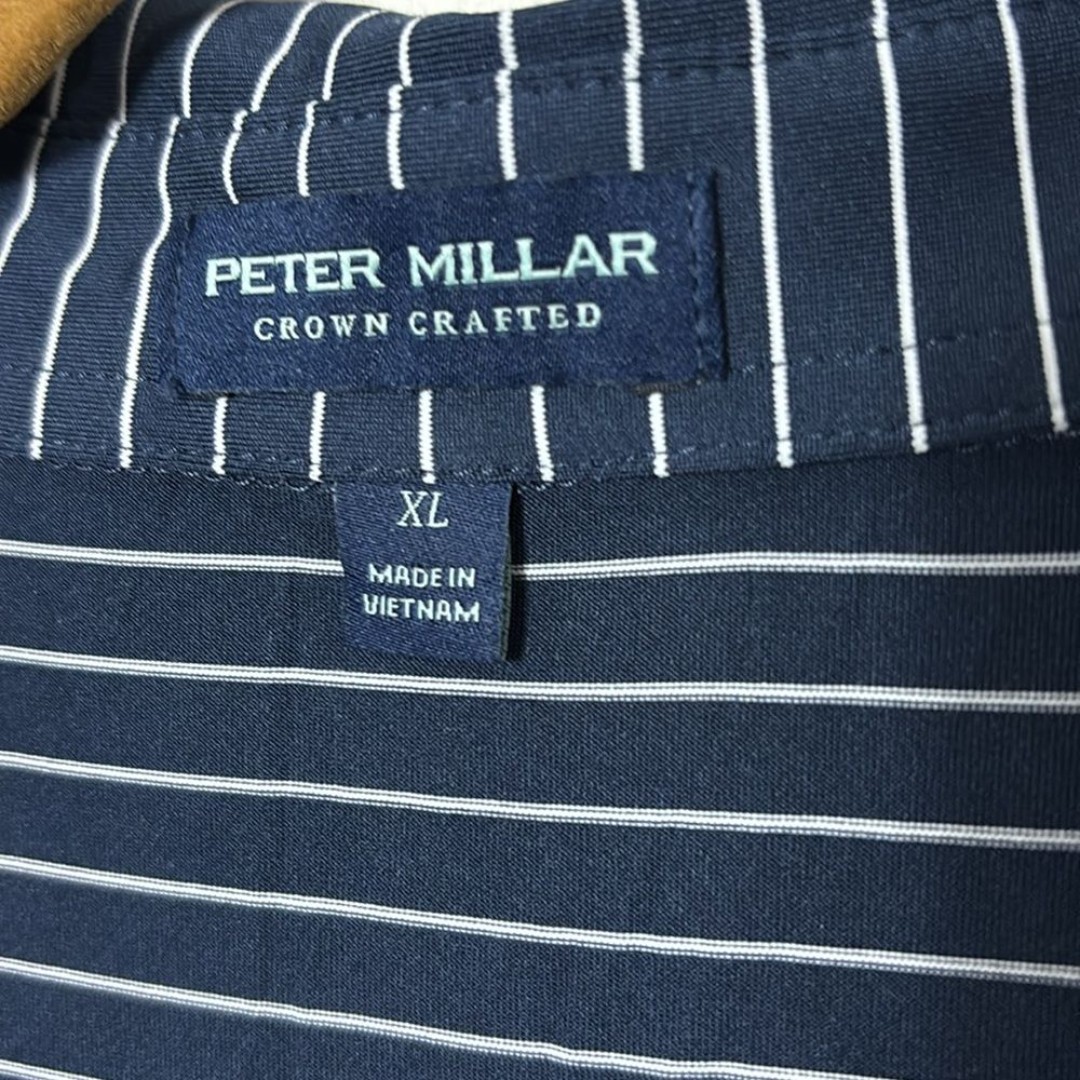 PETER MILLAR
CROWN CRAFTED
XL
MADE IN
VIETNAM